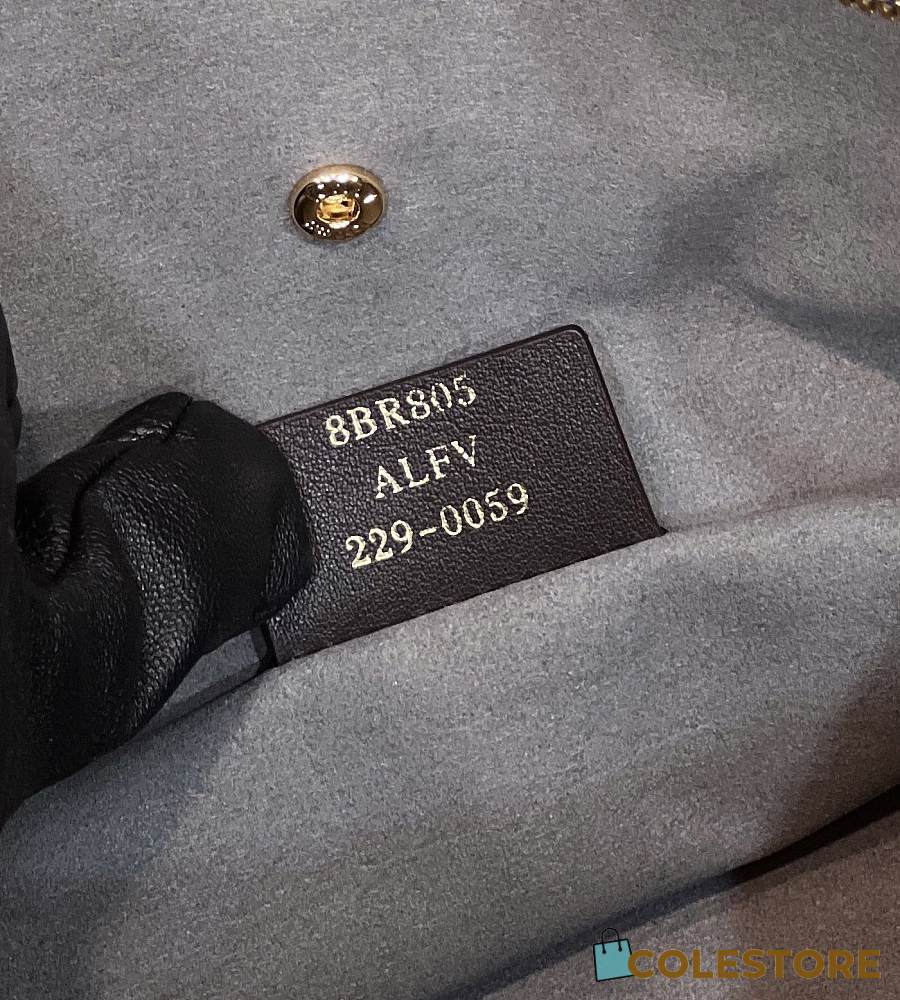 8BR805
ALFV
229-0059
COLESTORE